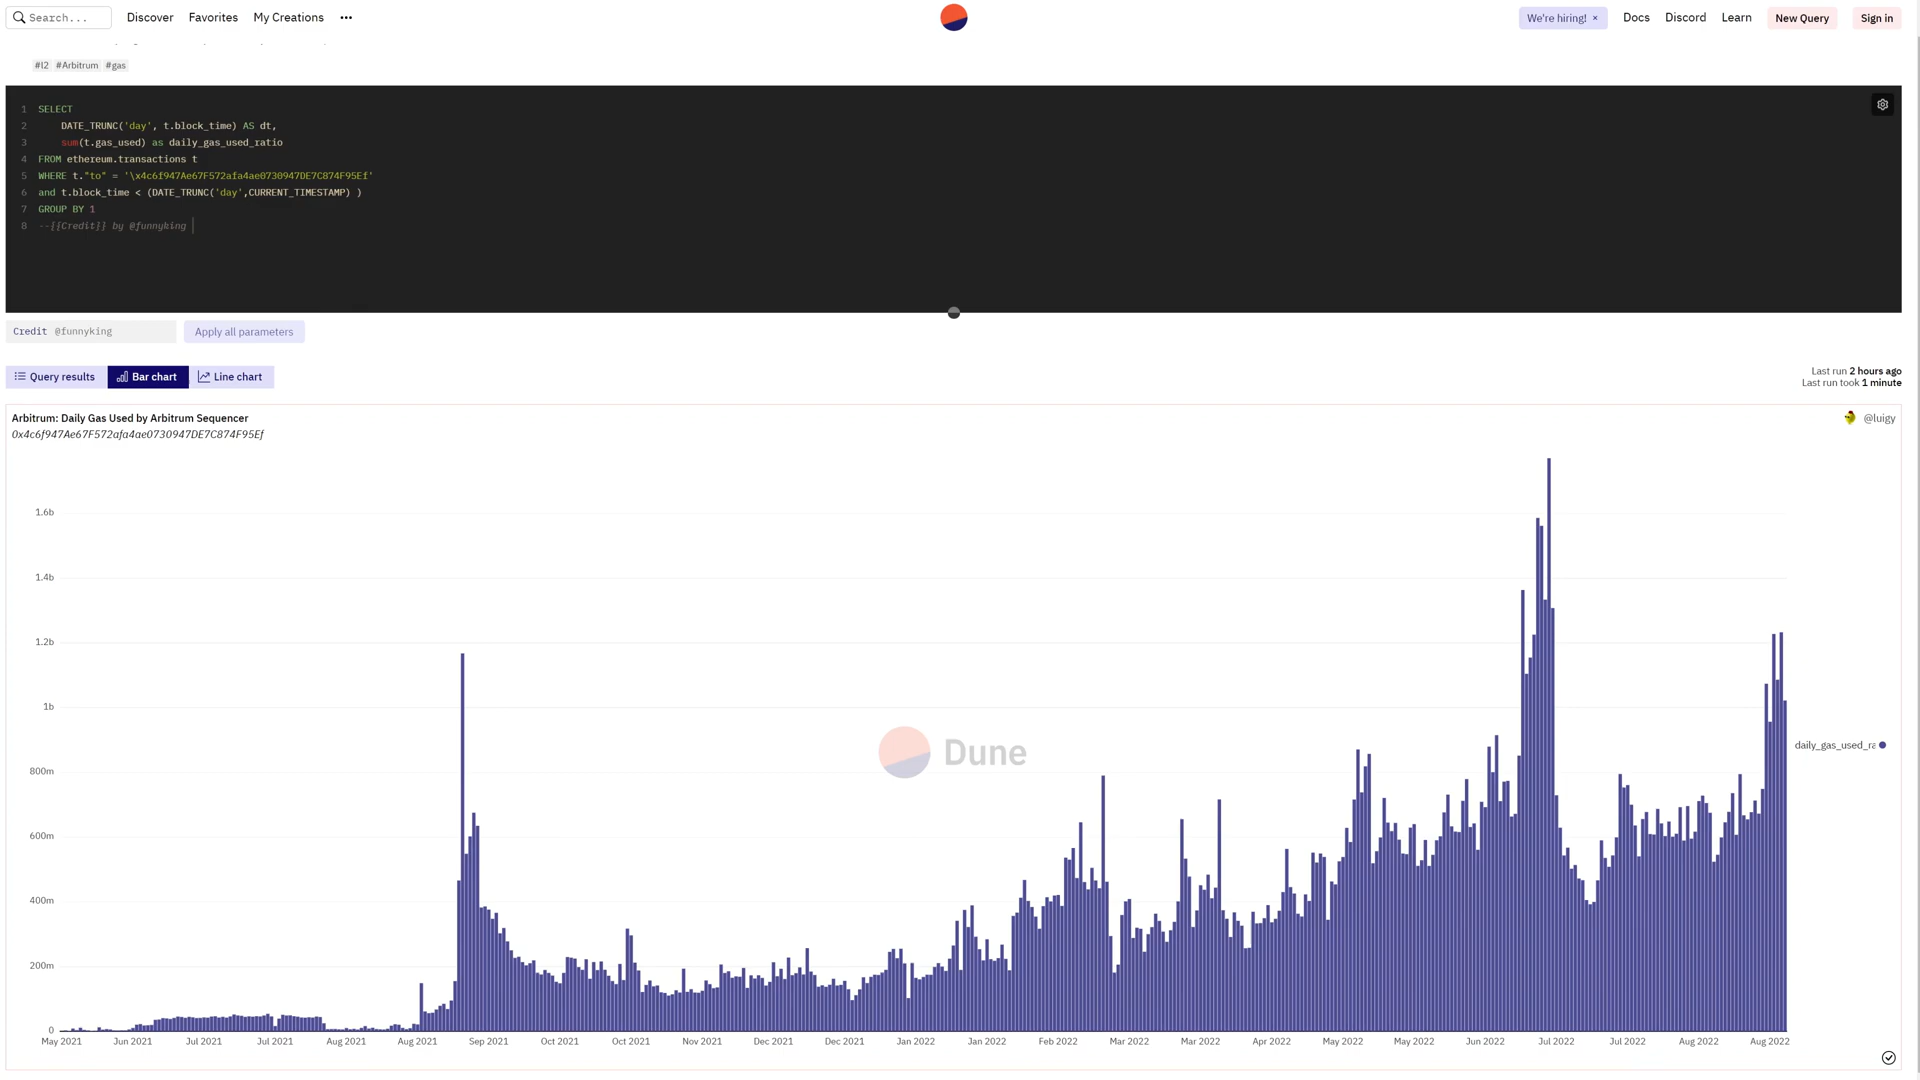 Search...
Discover
Favorites
My Creations
We're hiring! ×
Docs
Discord
Learn
New Query
Sign in
#l2 #Arbitrum #gas
1 SELECT
2 DATE_TRUNC('day', t.block_time) AS dt,
3 sum(t.gas_used) as daily_gas_used_ratio
4 FROM ethereum.transactions t
5 WHERE t."to" = '\x4c6f947Ae67F572afa4ae0730947DE7C874F95Ef'
6 and t.block_time < (DATE_TRUNC('day',CURRENT_TIMESTAMP) )
7 GROUP BY 1
8 --{{Credit}} by @funnyking
Credit @funnyking
Apply all parameters
Query results
Bar chart
Line chart
Last run 2 hours ago
Last run took 1 minute
Arbitrum: Daily Gas Used by Arbitrum Sequencer
@luigy
0x4c6f947Ae67F572afa4ae0730947DE7C874F95Ef
1.6b
1.4b
1.2b
1b
800m
600m
400m
200m
0
Dune
daily_gas_used_ra
May 2021
Jun 2021
Jul 2021
Jul 2021
Aug 2021
Aug 2021
Sep 2021
Oct 2021
Oct 2021
Nov 2021
Dec 2021
Dec 2021
Jan 2022
Jan 2022
Feb 2022
Mar 2022
Mar 2022
Apr 2022
May 2022
May 2022
Jun 2022
Jul 2022
Jul 2022
Aug 2022
Aug 2022